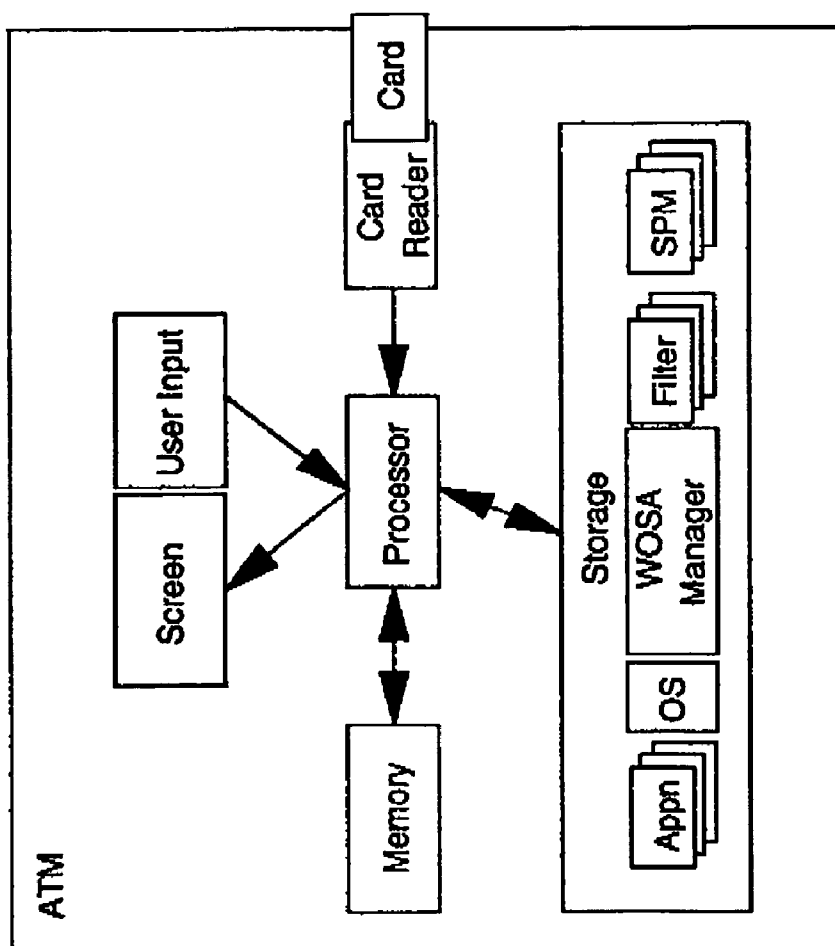 ATM
Screen
User Input
Memory
Processor
Card
Reader
Card
Storage
Appn
OS
WOSA
Manager
Filter
SPM